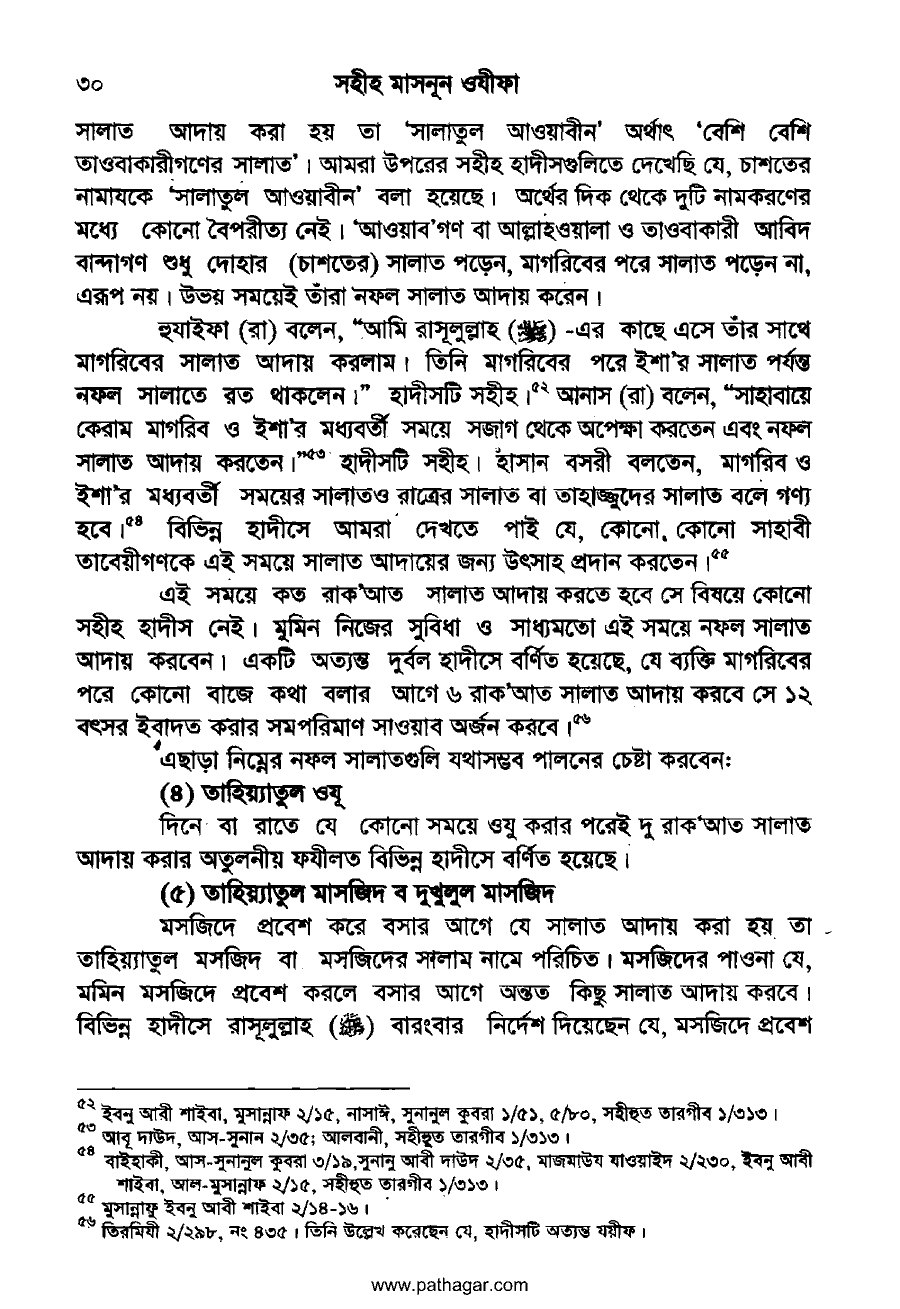 ৩০ সহীহ মাসনূন ওযীফা
সালাত আদায় করা হয় তা ‘সালাতুল আওয়াবীন’ অর্থাৎ ‘বেশি বেশি
তাওবাকারীগণের সালাত’। আমরা উপরের সহীহ হাদীসগুলিতে দেখেছি যে, চাশতের
নামাযকে ‘সালাতুল আওয়াবীন’ বলা হয়েছে। অর্থের দিক থেকে দুটি নামকরণের
মধ্যে কোনো বৈপরীত্য নেই। ‘আওয়াব’গণ বা আল্লাহওয়ালা ও তাওবাকারী আবিদ
বান্দাগণ শুধু দোহার (চাশতের) সালাত পড়েন, মাগরিবের পরে সালাত পড়েন না,
এরূপ নয়। উভয় সময়েই তাঁরা নফল সালাত আদায় করেন।
হুযাইফা (রা) বলেন, “আমি রাসূলুল্লাহ (ﷺ) -এর কাছে এসে তাঁর সাথে
মাগরিবের সালাত আদায় করলাম। তিনি মাগরিবের পরে ইশা’র সালাত পর্যন্ত
নফল সালাতে রত থাকলেন।” হাদীসটি সহীহ।৫২ আনাস (রা) বলেন, “সাহাবায়ে
কেরাম মাগরিব ও ইশা’র মধ্যবর্তী সময়ে সজাগ থেকে অপেক্ষা করতেন এবং নফল
সালাত আদায় করতেন।”৫৩ হাদীসটি সহীহ। হাসান বসরী বলতেন, মাগরিব ও
ইশা’র মধ্যবর্তী সময়ের সালাতও রাত্রের সালাত বা তাহাজ্জুদের সালাত বলে গণ্য
হবে।৫৪ বিভিন্ন হাদীসে আমরা দেখতে পাই যে, কোনো কোনো সাহাবী
তাবেয়ীগণকে এই সময়ে সালাত আদায়ের জন্য উৎসাহ প্রদান করতেন।৫৫
এই সময়ে কত রাক‘আত সালাত আদায় করতে হবে সে বিষয়ে কোনো
সহীহ হাদীস নেই। মুমিন নিজের সুবিধা ও সাধ্যমতো এই সময়ে নফল সালাত
আদায় করবেন। একটি অত্যন্ত দুর্বল হাদীসে বর্ণিত হয়েছে, যে ব্যক্তি মাগরিবের
পরে কোনো বাজে কথা বলার আগে ৬ রাক‘আত সালাত আদায় করবে সে ১২
বৎসর ইবাদত করার সমপরিমাণ সাওয়াব অর্জন করবে।৫৬
এছাড়া নিম্নের নফল সালাতগুলি যথাসম্ভব পালনের চেষ্টা করবেন:
(৪) তাহিয়্যাতুল ওযূ
দিনে বা রাতে যে কোনো সময়ে ওযু করার পরেই দু রাক‘আত সালাত
আদায় করার অতুলনীয় ফযীলত বিভিন্ন হাদীসে বর্ণিত হয়েছে।
(৫) তাহিয়্যাতুল মাসজিদ ব দুখুলুল মাসজিদ
মসজিদে প্রবেশ করে বসার আগে যে সালাত আদায় করা হয় তা
তাহিয়্যাতুল মসজিদ বা মসজিদের সালাম নামে পরিচিত। মসজিদের পাওনা যে,
মমিন মসজিদে প্রবেশ করলে বসার আগে অন্তত কিছু সালাত আদায় করবে।
বিভিন্ন হাদীসে রাসূলুল্লাহ (ﷺ) বারংবার নির্দেশ দিয়েছেন যে, মসজিদে প্রবেশ
৫২ ইবনু আবী শাইবা, মুসান্নাফ ২/১৫, নাসাঈ, সুনানুল কুবরা ১/৫১, ৫/৮০, সহীহুত তারগীব ১/৩১৩।
৫৩ আবূ দাউদ, আস-সুনান ২/৩৫; আলবানী, সহীহুত তারগীব ১/৩১৩।
৫৪ বাইহাকী, আস-সুনানুল কুবরা ৩/১৯,সুনানু আবী দাউদ ২/৩৫, মাজমাউয যাওয়াইদ ২/২৩০, ইবনু আবী
শাইবা, আল-মুসান্নাফ ২/১৫, সহীহুত তারগীব ১/৩১৩।
৫৫ মুসান্নাফু ইবনু আবী শাইবা ২/১৪-১৬।
৫৬ তিরমিযী ২/২৯৮, নং ৪৩৫। তিনি উল্লেখ করেছেন যে, হাদীসটি অত্যন্ত যয়ীফ।
www.pathagar.com